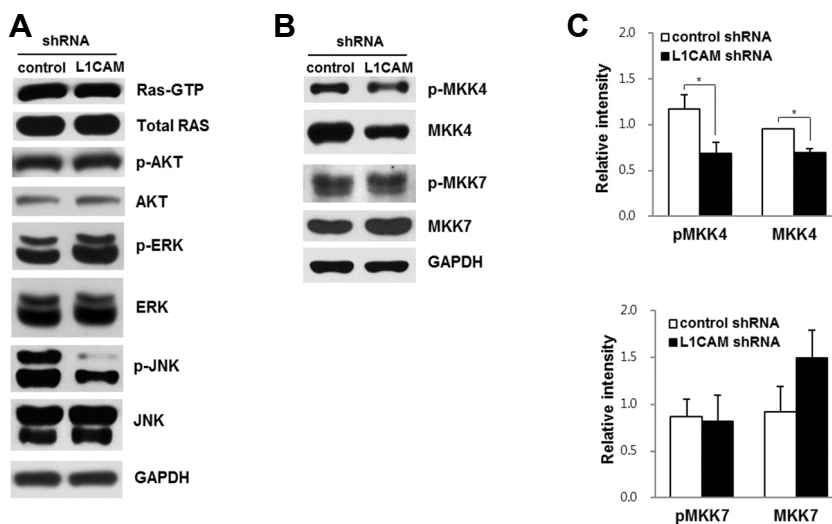 A
shRNA
control L1CAM
Ras-GTP
Total RAS
p-AKT
AKT
p-ERK
ERK
p-JNK
JNK
GAPDH
B
shRNA
control L1CAM
p-MKK4
MKK4
p-MKK7
MKK7
GAPDH
C
Relative intensity
2.0
1.5
1.0
0.5
0.0
control shRNA
L1CAM shRNA
*
*
pMKK4 MKK4
Relative intensity
2.0
1.5
1.0
0.5
0.0
control shRNA
L1CAM shRNA
pMKK7 MKK7